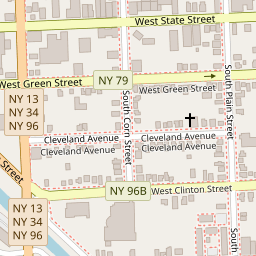 West State Street
NY 79
West Green Street
West Green Street
NY 13
NY 34
NY 96
South Corn Street
South Plain Street
Cleveland Avenue
Cleveland Avenue
Cleveland Avenue
Cleveland Avenue
Street
NY 96B
West Clinton Street
NY 13
NY 34
NY 96
South